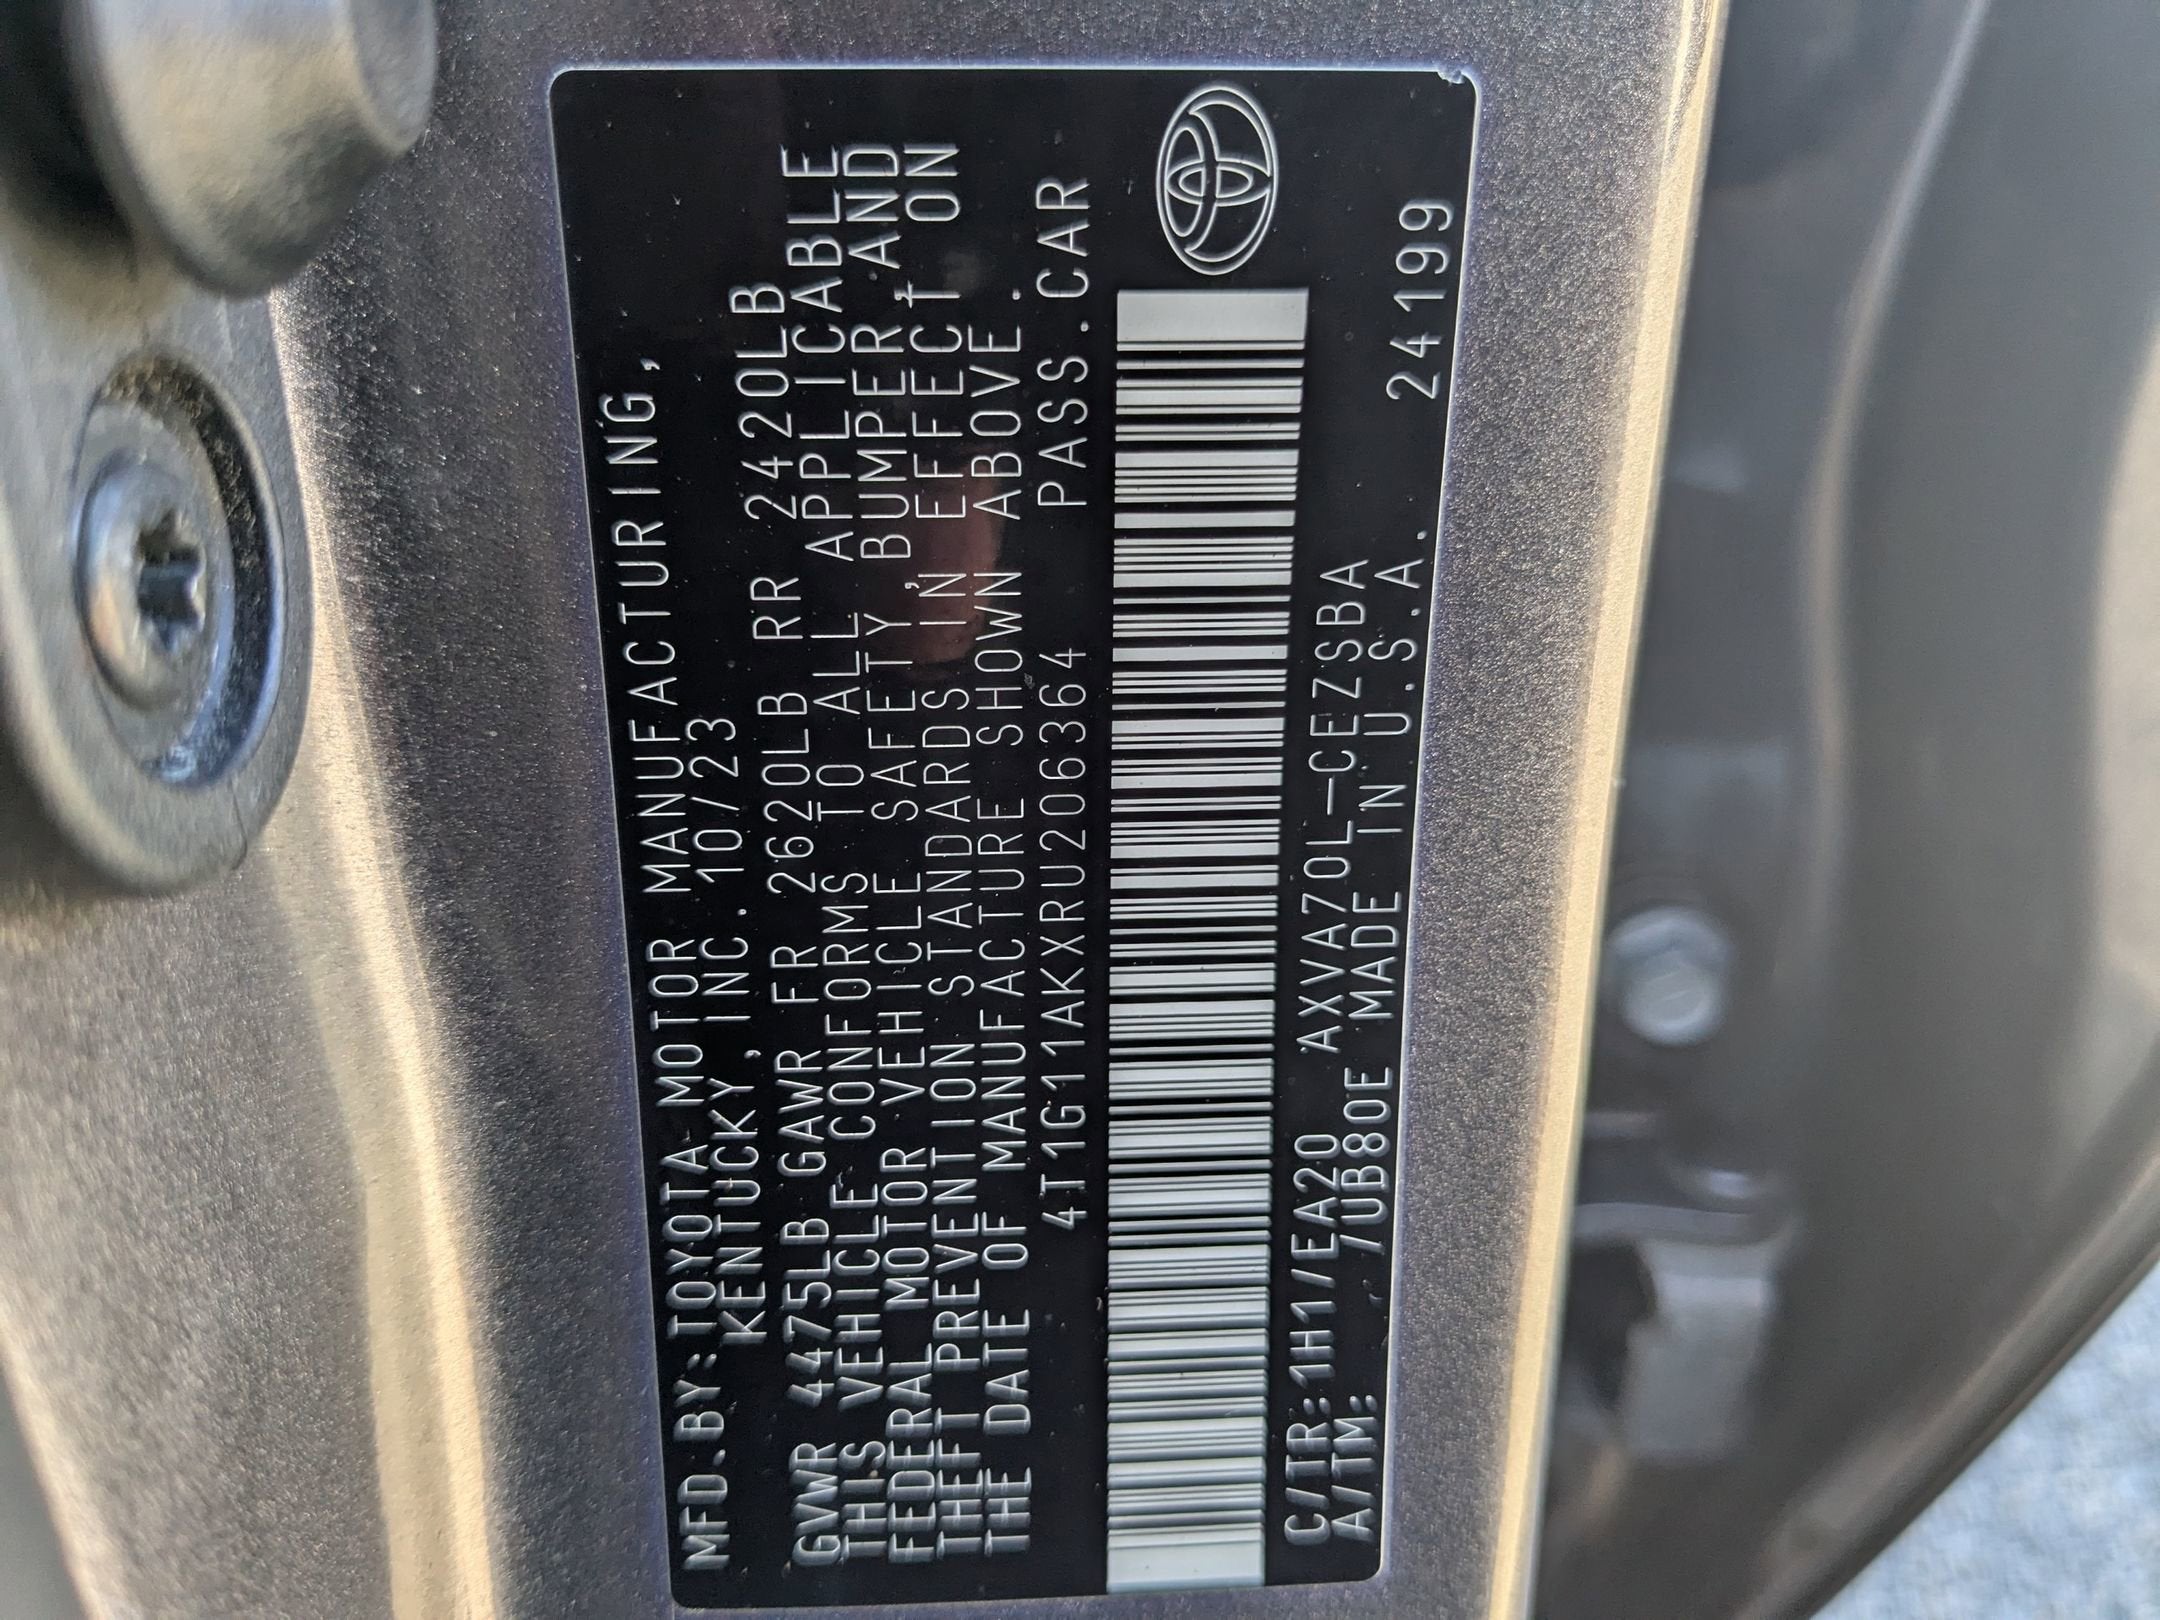 MFD.BY:TOYOTA MOTOR MANUFACTURING,
KENTUCKY, INC. 10/23
GVWR 4475LB GAWR FR 2620LB RR 2420LB
THIS VEHICLE CONFORMS TO ALL APPLICABLE
FEDERAL MOTOR VEHICLE SAFETY, BUMPER, AND
THEFT PREVENTION STANDARDS IN EFFECT ON
THE DATE OF MANUFACTURE SHOWN ABOVE.
4T1G11AKXRU206364 PASS.CAR
C/TR:1H1/EA20 AXVA70L-CEZSBA
A/TM: /UB80E MADE IN U.S.A.
24199